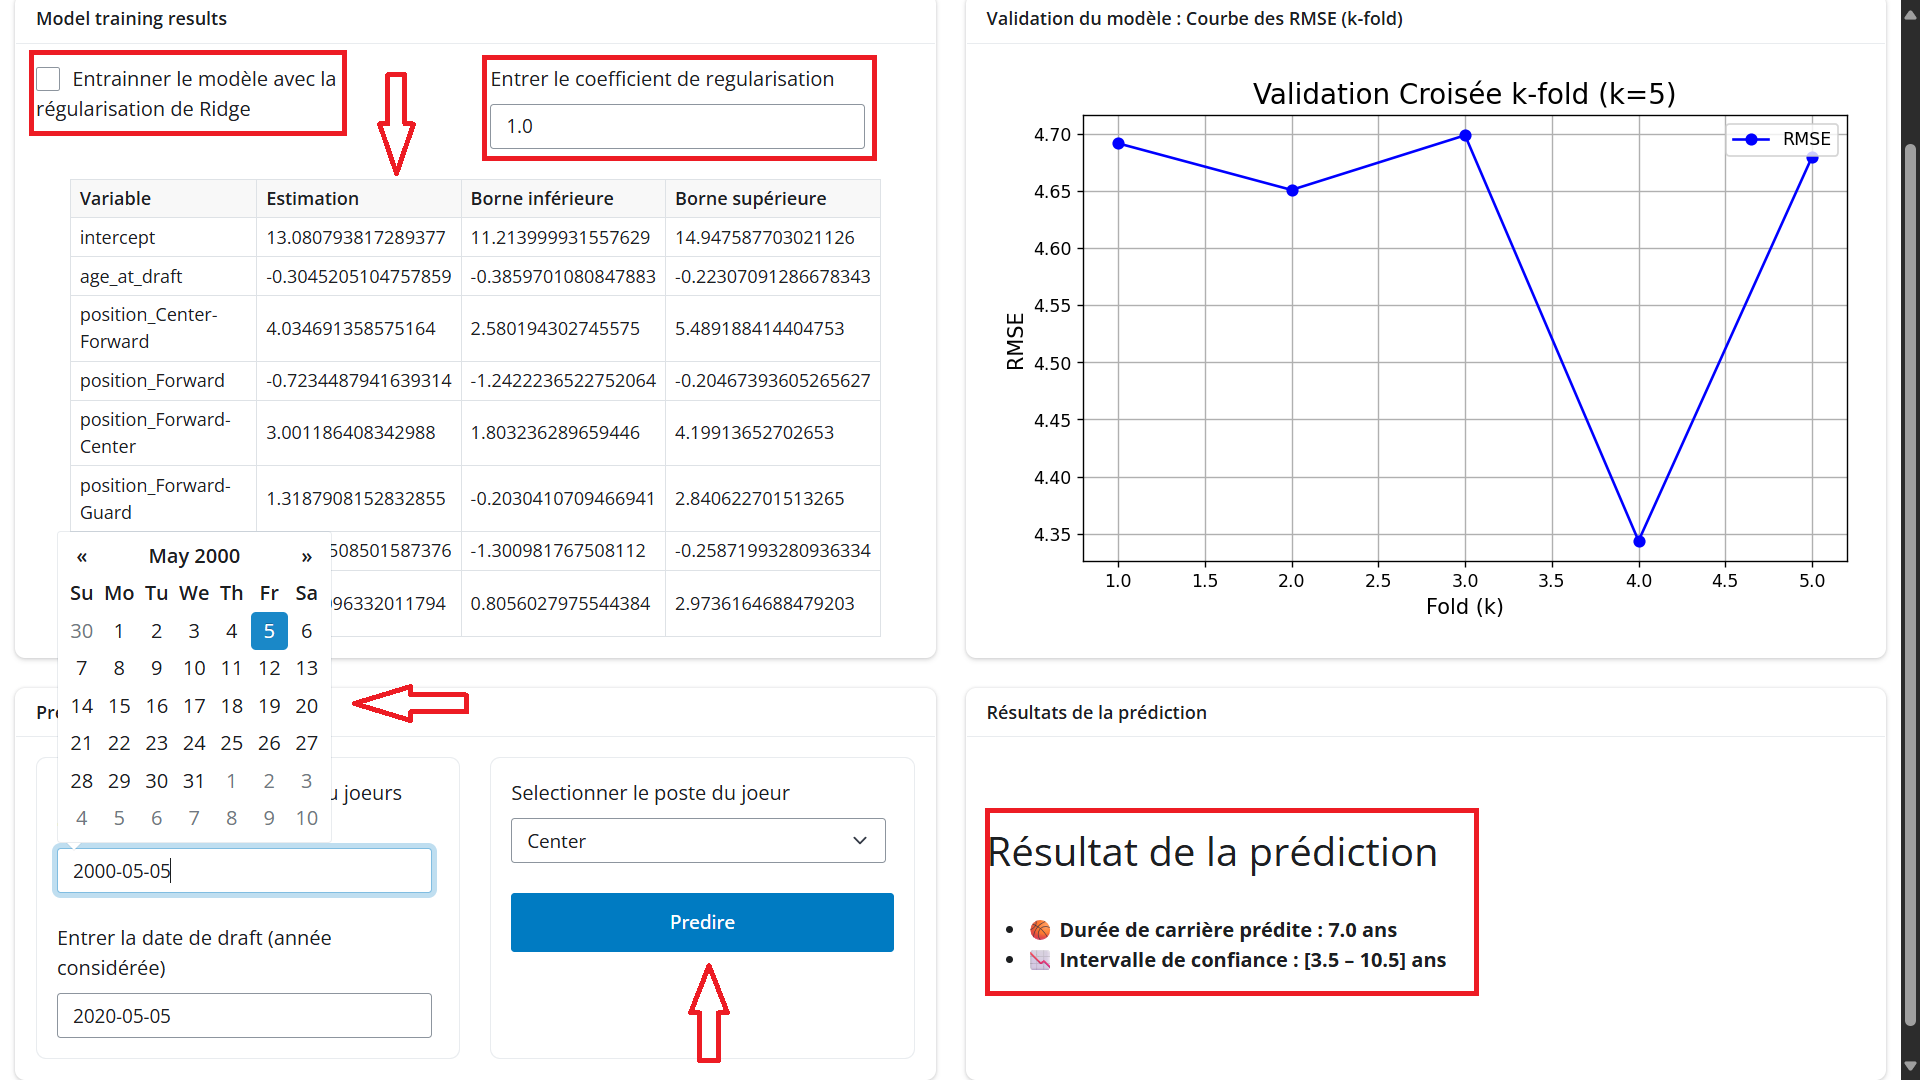 Model training results
Entrainner le modèle avec la
régularisation de Ridge
Entrer le coefficient de regularisation
1.0
Variable Estimation Borne inférieure Borne supérieure
intercept 13.080793817289377 11.213999931557629 14.947587703021126
age_at_draft -0.3045205104757859 -0.3859701080847883 -0.22307091286678343
position_Center-
Forward 4.034691358575164 2.580194302745575 5.489188414404753
position_Forward -0.7234487941639314 -1.2422236522752064 -0.20467393605265627
position_Forward-
Center 3.001186408342988 1.803236289659446 4.19913652702653
position_Forward-
Guard 1.3187908152832855 -0.2030410709466941 2.840622701513265
508501587376 -1.300981767508112 -0.25871993280936334
96332011794 0.8056027975544384 2.9736164688479203
« May 2000 »
Su Mo Tu We Th Fr Sa
30 1 2 3 4 5 6
7 8 9 10 11 12 13
14 15 16 17 18 19 20
21 22 23 24 25 26 27
28 29 30 31 1 2 3
4 5 6 7 8 9 10
joeurs
2000-05-05
Entrer la date de draft (année
considérée)
2020-05-05
Selectionner le poste du joeur
Center
Predire
Validation du modèle : Courbe des RMSE (k-fold)
Validation Croisée k-fold (k=5)
RMSE
4.70
4.65
4.60
4.55
4.50
4.45
4.40
4.35
RMSE
1.0 1.5 2.0 2.5 3.0 3.5 4.0 4.5 5.0
Fold (k)
Résultats de la prédiction
Résultat de la prédiction
Durée de carrière prédite : 7.0 ans
Intervalle de confiance : [3.5 – 10.5] ans